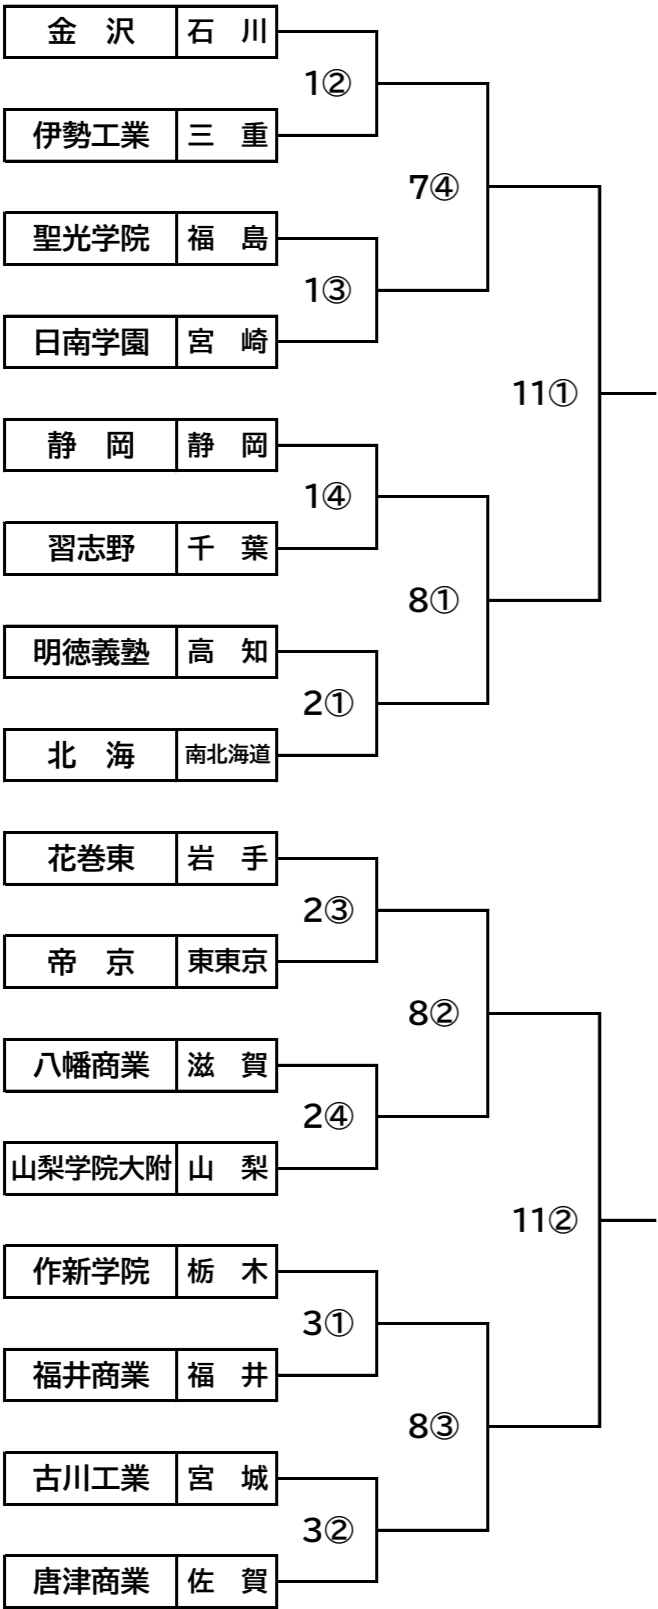 金　沢 石　川
1②
伊勢工業 三　重
7④
聖光学院 福　島
1③
日南学園 宮　崎
11①
静　岡 静　岡
1④
習志野 千　葉
8①
明徳義塾 高　知
2①
北　海 南北海道
花巻東 岩　手
2③
帝　京 東東京
8②
八幡商業 滋　賀
2④
山梨学院大附 山　梨
11②
作新学院 栃　木
3①
福井商業 福　井
8③
古川工業 宮　城
3②
唐津商業 佐　賀